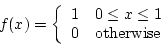 f(x) = { 1 0 ≤ x ≤ 1
0 otherwise